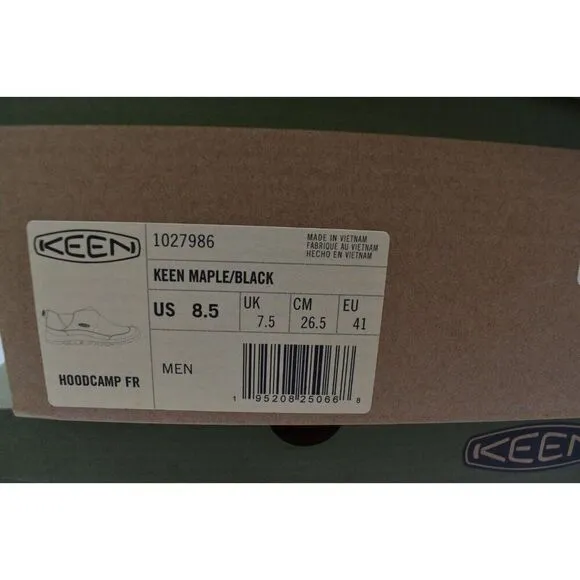 KEEN
1027986
MADE IN VIETNAM
FABRIQUE AU VIETNAM
HECHO EN VIETNAM
KEEN MAPLE/BLACK
US 8.5
UK
7.5
CM
26.5
EU
41
HOODCAMP FR
MEN
1 95208 25066 8
KEEN